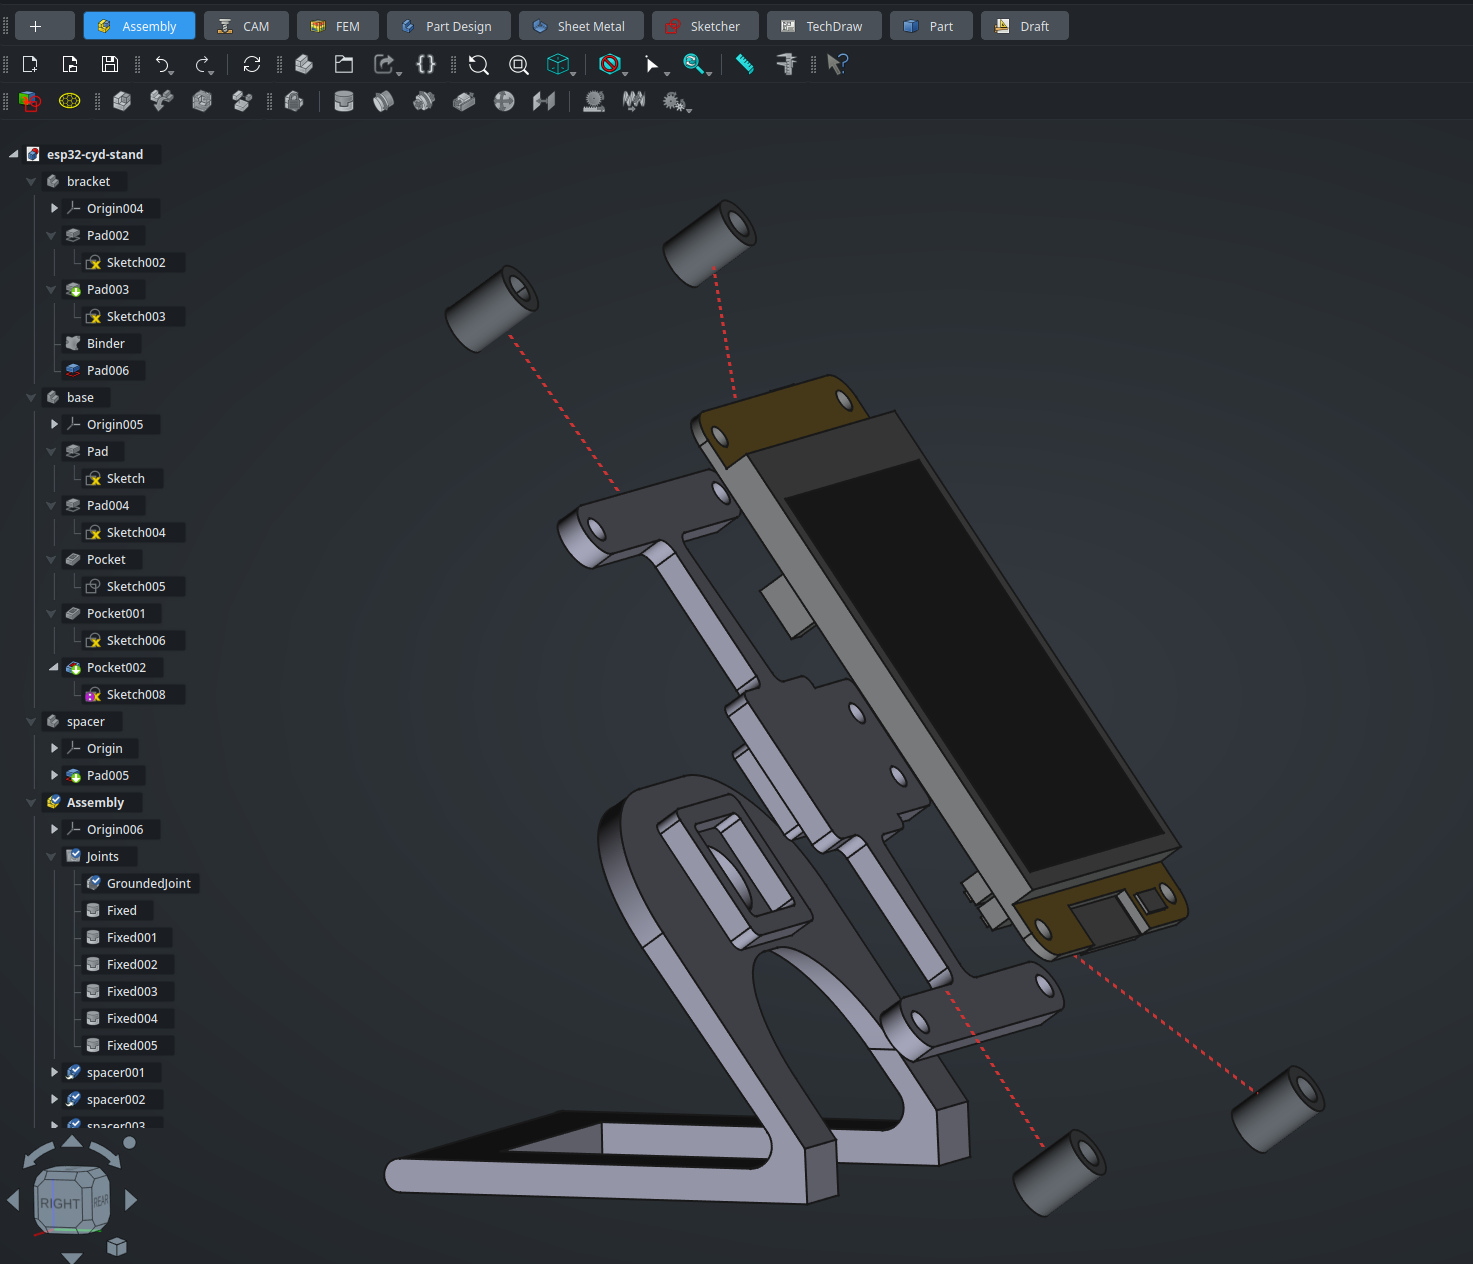 + Assembly CAM FEM Part Design Sheet Metal Sketcher TechDraw Part Draft
esp32-cyd-stand
bracket
Origin004
Pad002
Sketch002
Pad003
Sketch003
Binder
Pad006
base
Origin005
Pad
Sketch
Pad004
Sketch004
Pocket
Sketch005
Pocket001
Sketch006
Pocket002
Sketch008
spacer
Origin
Pad005
Assembly
Origin006
Joints
GroundedJoint
Fixed
Fixed001
Fixed002
Fixed003
Fixed004
Fixed005
spacer001
spacer002
spacer003
RIGHT REAR